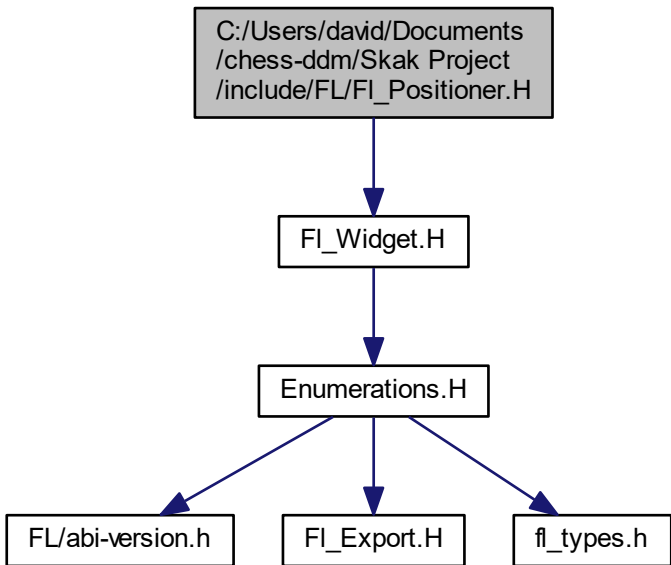 C:/Users/david/Documents
/chess-ddm/Skak Project
/include/FL/Fl_Positioner.H
Fl_Widget.H
Enumerations.H
FL/abi-version.h
Fl_Export.H
fl_types.h